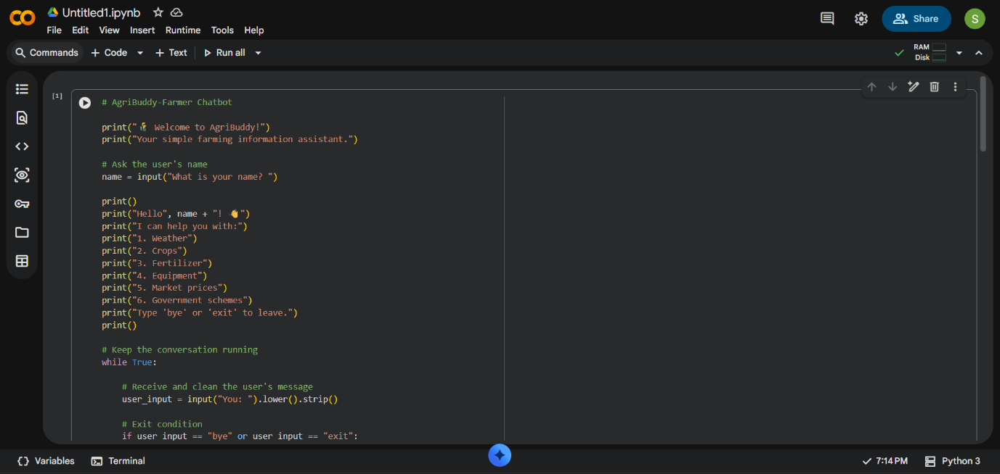 Untitled1.ipynb
File Edit View Insert Runtime Tools Help
Share
S
Commands + Code + Text Run all
RAM
Disk
[1]
# AgriBuddy-Farmer Chatbot
print("🌾 Welcome to AgriBuddy!")
print("Your simple farming information assistant.")
# Ask the user's name
name = input("What is your name? ")
print()
print("Hello", name + "! 👋")
print("I can help you with:")
print("1. Weather")
print("2. Crops")
print("3. Fertilizer")
print("4. Equipment")
print("5. Market prices")
print("6. Government schemes")
print("Type 'bye' or 'exit' to leave.")
print()
# Keep the conversation running
while True:
# Receive and clean the user's message
user_input = input("You: ").lower().strip()
# Exit condition
if user_input == "bye" or user_input == "exit":
{} Variables Terminal
7:14 PM Python 3